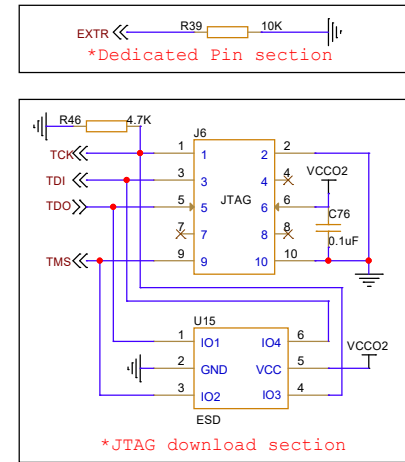 EXTR R39 10K
*Dedicated Pin section
R46 4.7K
J6
TCK 1 1 2 2
VCCO2
TDI 3 3 4 4
TDO 5 5 JTAG 6 6
C76
7 7 8 8
0.1uF
TMS 9 9 10 10
U15
1 IO1 IO4 6
VCCO2
2 GND VCC 5
3 IO2 IO3 4
ESD
*JTAG download section